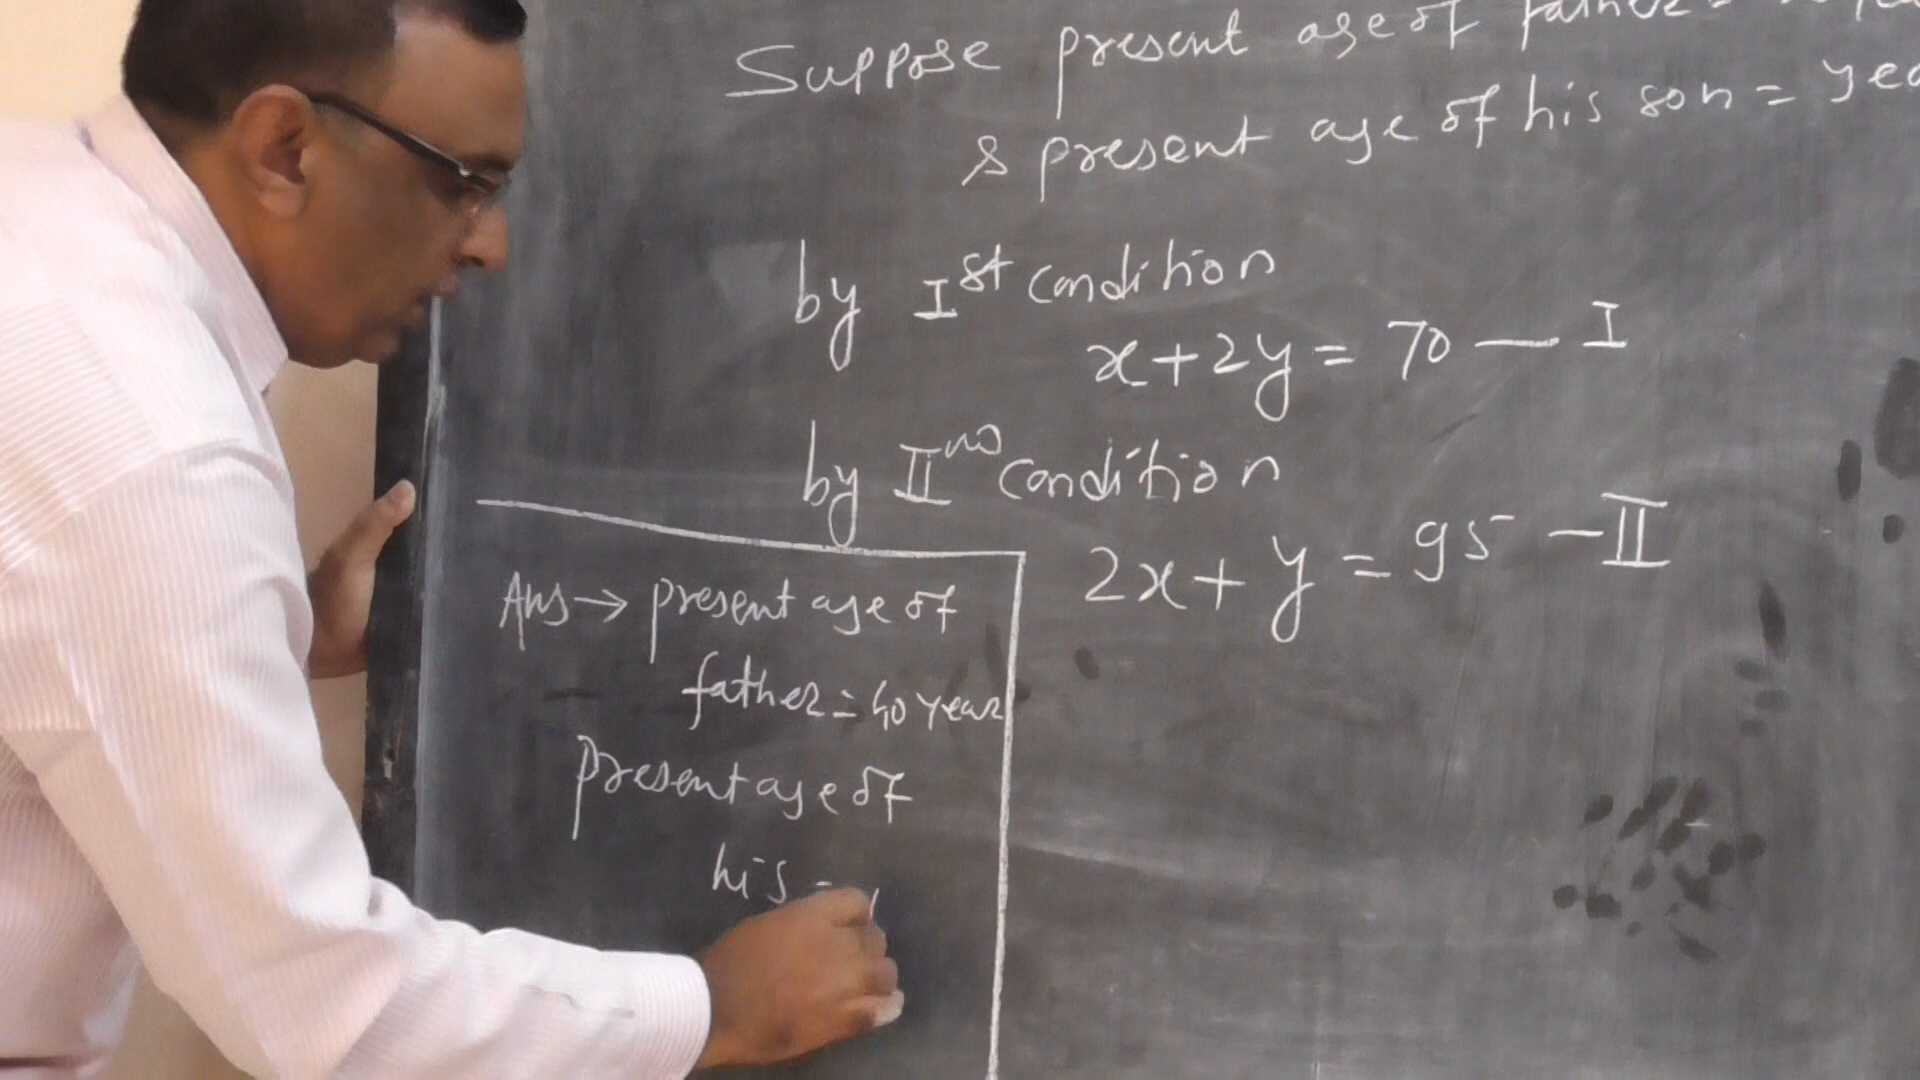 Suppose present age of father =
& present age of his son = yea
by Ist condition
x+2y = 70 — I
by IInd condition
2x + y = 95 - II
Ans → present age of
father = 40 year
present age of
his =